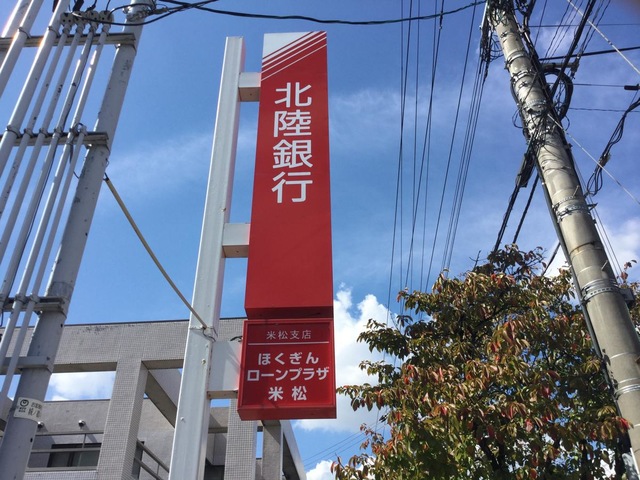 北陸銀行
米松支店
ほくぎん
ローンプラザ
米松